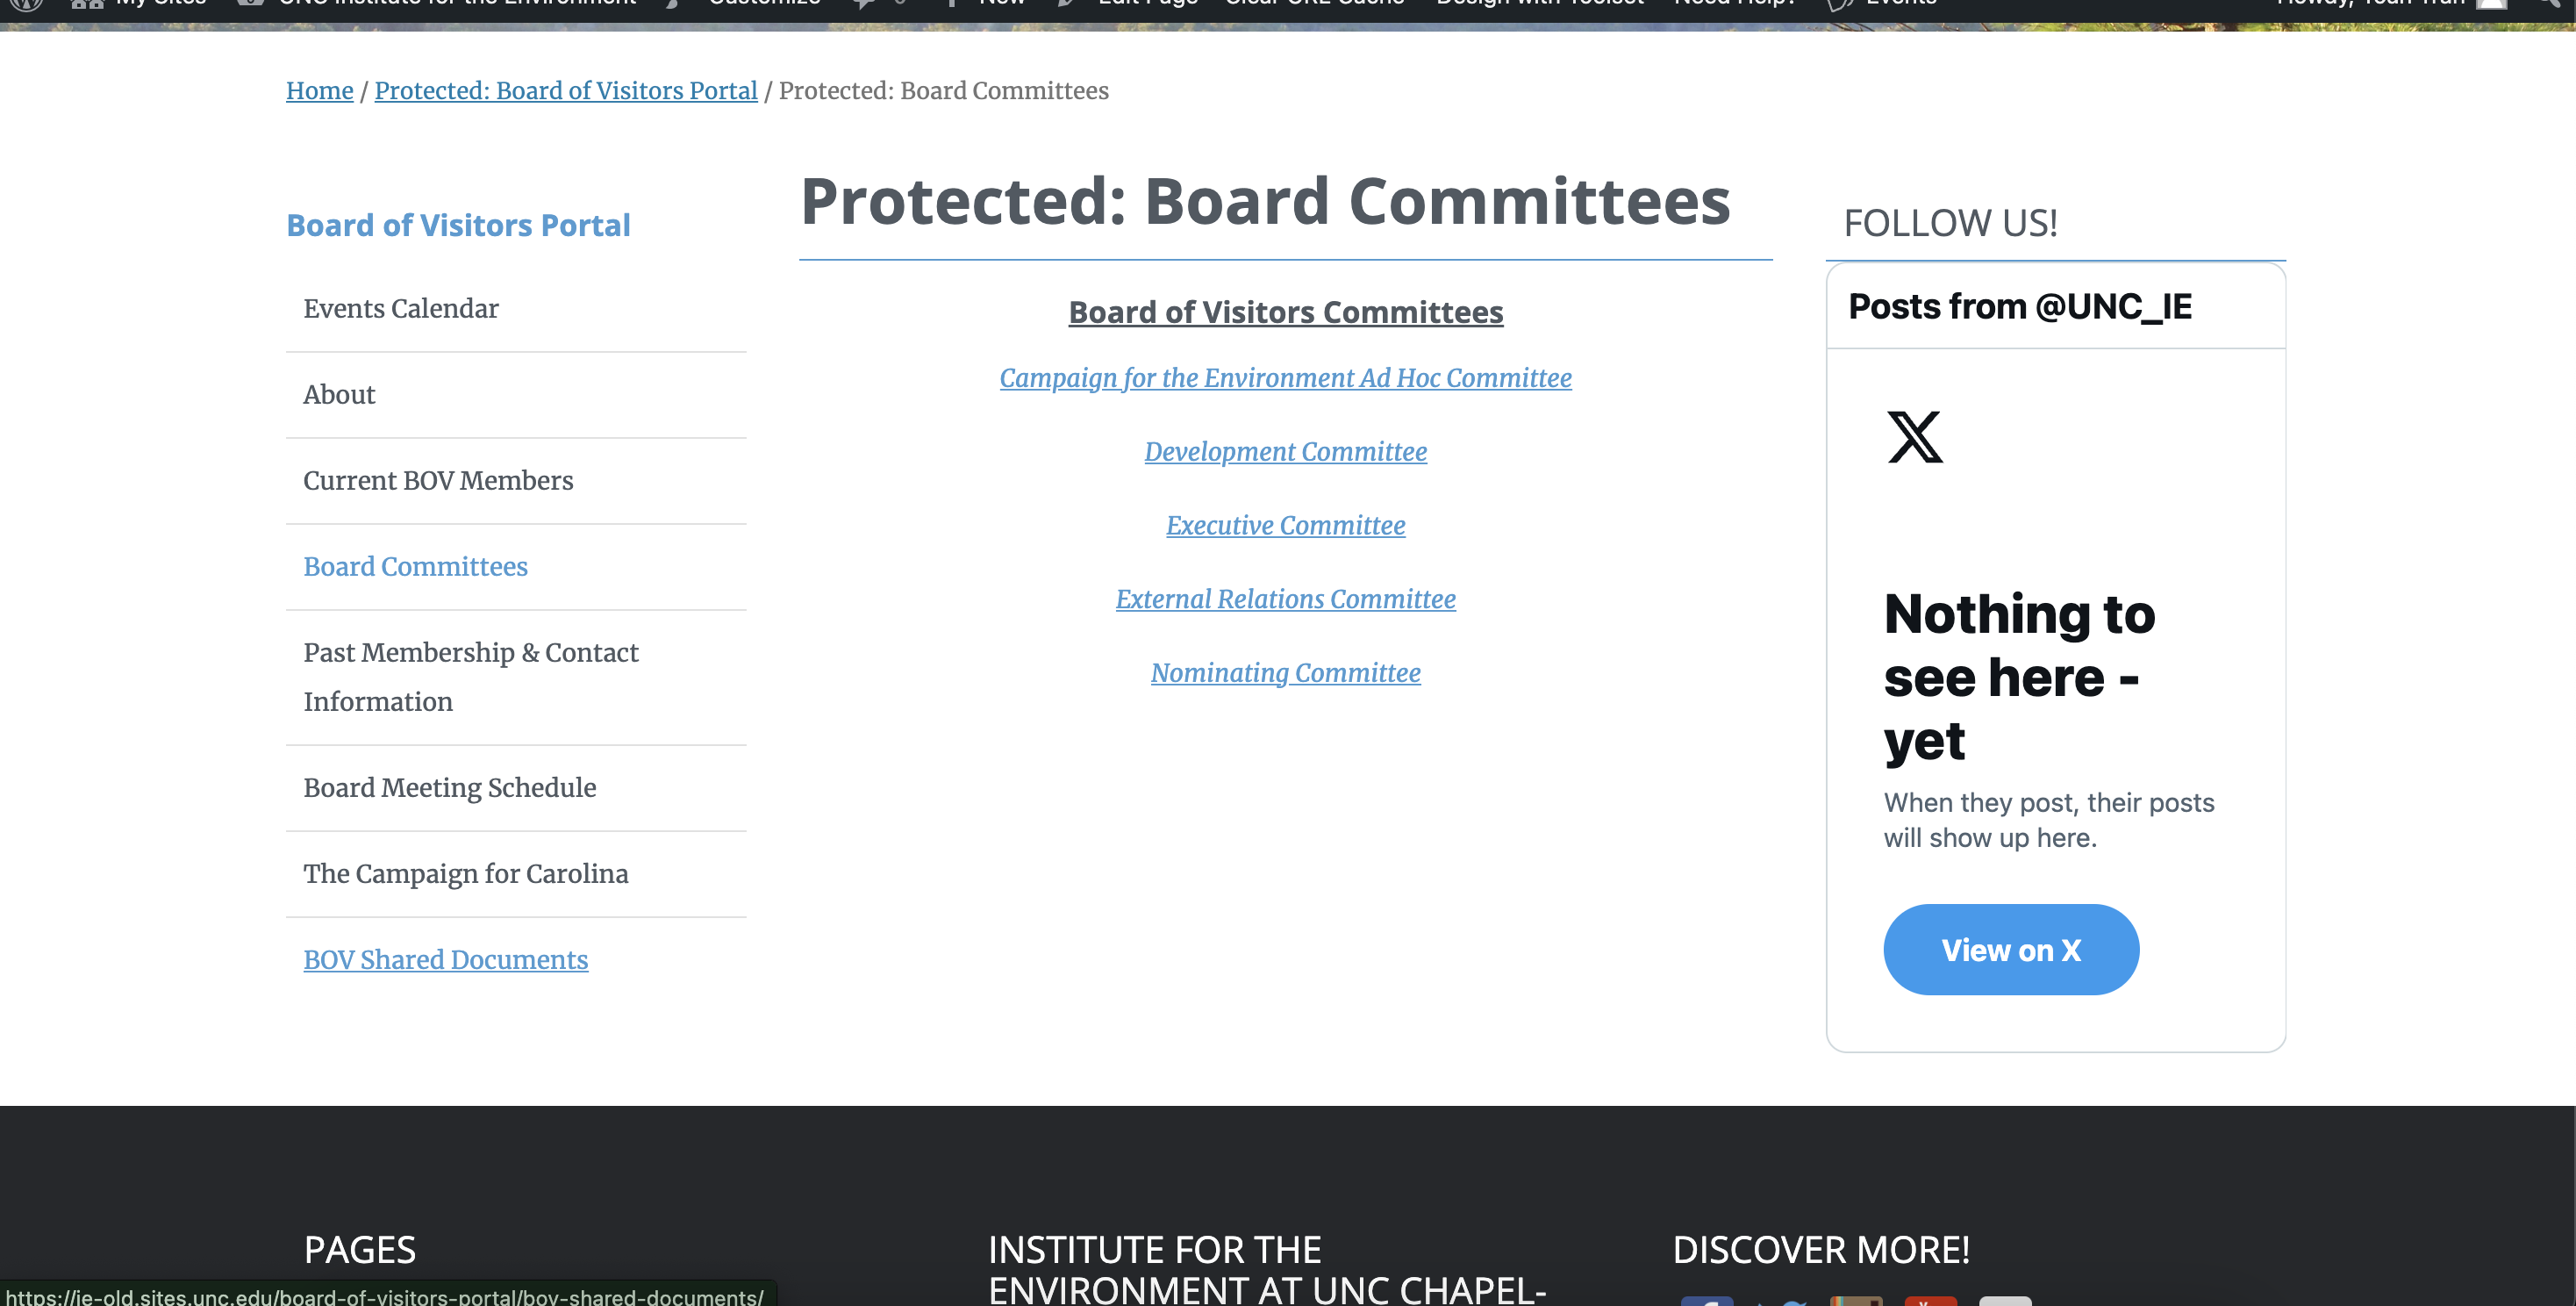 My Sites UNC Institute for the Environment Customize 0 New Edit Page Clear URL Cache Design with Toolset Need Help? Events Howdy, Toan Tran
Home / Protected: Board of Visitors Portal / Protected: Board Committees
Board of Visitors Portal
Events Calendar
About
Current BOV Members
Board Committees
Past Membership & Contact
Information
Board Meeting Schedule
The Campaign for Carolina
BOV Shared Documents
Protected: Board Committees
Board of Visitors Committees
Campaign for the Environment Ad Hoc Committee
Development Committee
Executive Committee
External Relations Committee
Nominating Committee
FOLLOW US!
Posts from @UNC_IE
Nothing to
see here -
yet
When they post, their posts
will show up here.
View on X
PAGES
INSTITUTE FOR THE
ENVIRONMENT AT UNC CHAPEL-
DISCOVER MORE!
https://ie-old.sites.unc.edu/board-of-visitors-portal/bov-shared-documents/